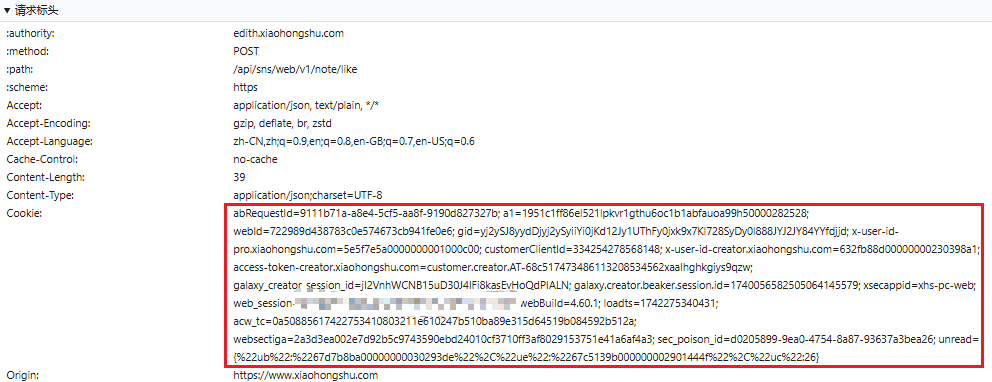 ▼ 请求标头
:authority: edith.xiaohongshu.com
:method: POST
:path: /api/sns/web/v1/note/like
:scheme: https
Accept: application/json, text/plain, */*
Accept-Encoding: gzip, deflate, br, zstd
Accept-Language: zh-CN,zh;q=0.9,en;q=0.8,en-GB;q=0.7,en-US;q=0.6
Cache-Control: no-cache
Content-Length: 39
Content-Type: application/json;charset=UTF-8
Cookie: abRequestId=9111b71a-a8e4-5cf5-aa8f-9190d827327b; a1=1951c1ff86el521lpkvr1gthu6oc1b1abfauoa99h50000282528;
webId=722989d438783c0e574673cb941fe0e6; gid=yj2ySJ8yydDjyj2ySyiiYi0jKd12Jy1UThFy0jxk9x7Kl728SyDy0l888JYJ2JY84YYfdjjd; x-user-id-
pro.xiaohongshu.com=5e5f7e5a0000000001000c00; customerClientId=334254278568148; x-user-id-creator.xiaohongshu.com=632fb88d00000000230398a1;
access-token-creator.xiaohongshu.com=customer.creator.AT-68c517473486113208534562xaalhghkgiys9qzw;
galaxy_creator_session_id=jI2VnhWCNB15uD30J4lFi8kasEvHoQdPIALN; galaxy.creator.beaker.session.id=1740056582505064145579; xsecappid=xhs-pc-web;
web_session webBuild=4.60.1; loadts=1742275340431;
acw_tc=0a50885617422753410803211e610247b510ba89e315d64519b084592b512a;
websectiga=2a3d3ea002e7d92b5c9743590ebd24010cf3710ff3af8029153751e41a6af4a3; sec_poison_id=d0205899-9ea0-4754-8a87-93637a3bea26; unread=
{%22ub%22:%2267d7b8ba00000000030293de%22%2C%22ue%22:%2267c5139b000000002901444f%22%2C%22uc%22:26}
Origin: https://www.xiaohongshu.com